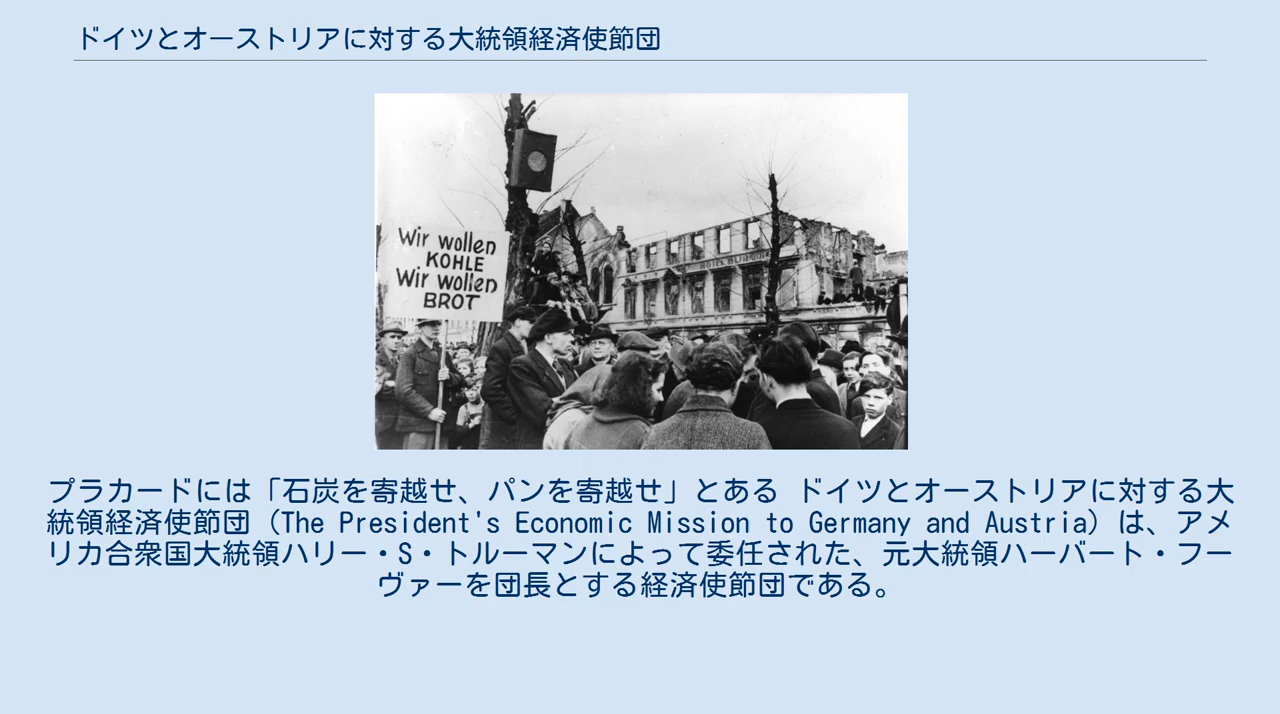 ドイツとオーストリアに対する大統領経済使節団
Wir wollen
KOHLE
Wir wollen
BROT
プラカードには「石炭を寄越せ、パンを寄越せ」とある ドイツとオーストリアに対する大
統領経済使節団（The President's Economic Mission to Germany and Austria）は、アメ
リカ合衆国大統領ハリー・S・トルーマンによって委任された、元大統領ハーバート・フー
ヴァーを団長とする経済使節団である。